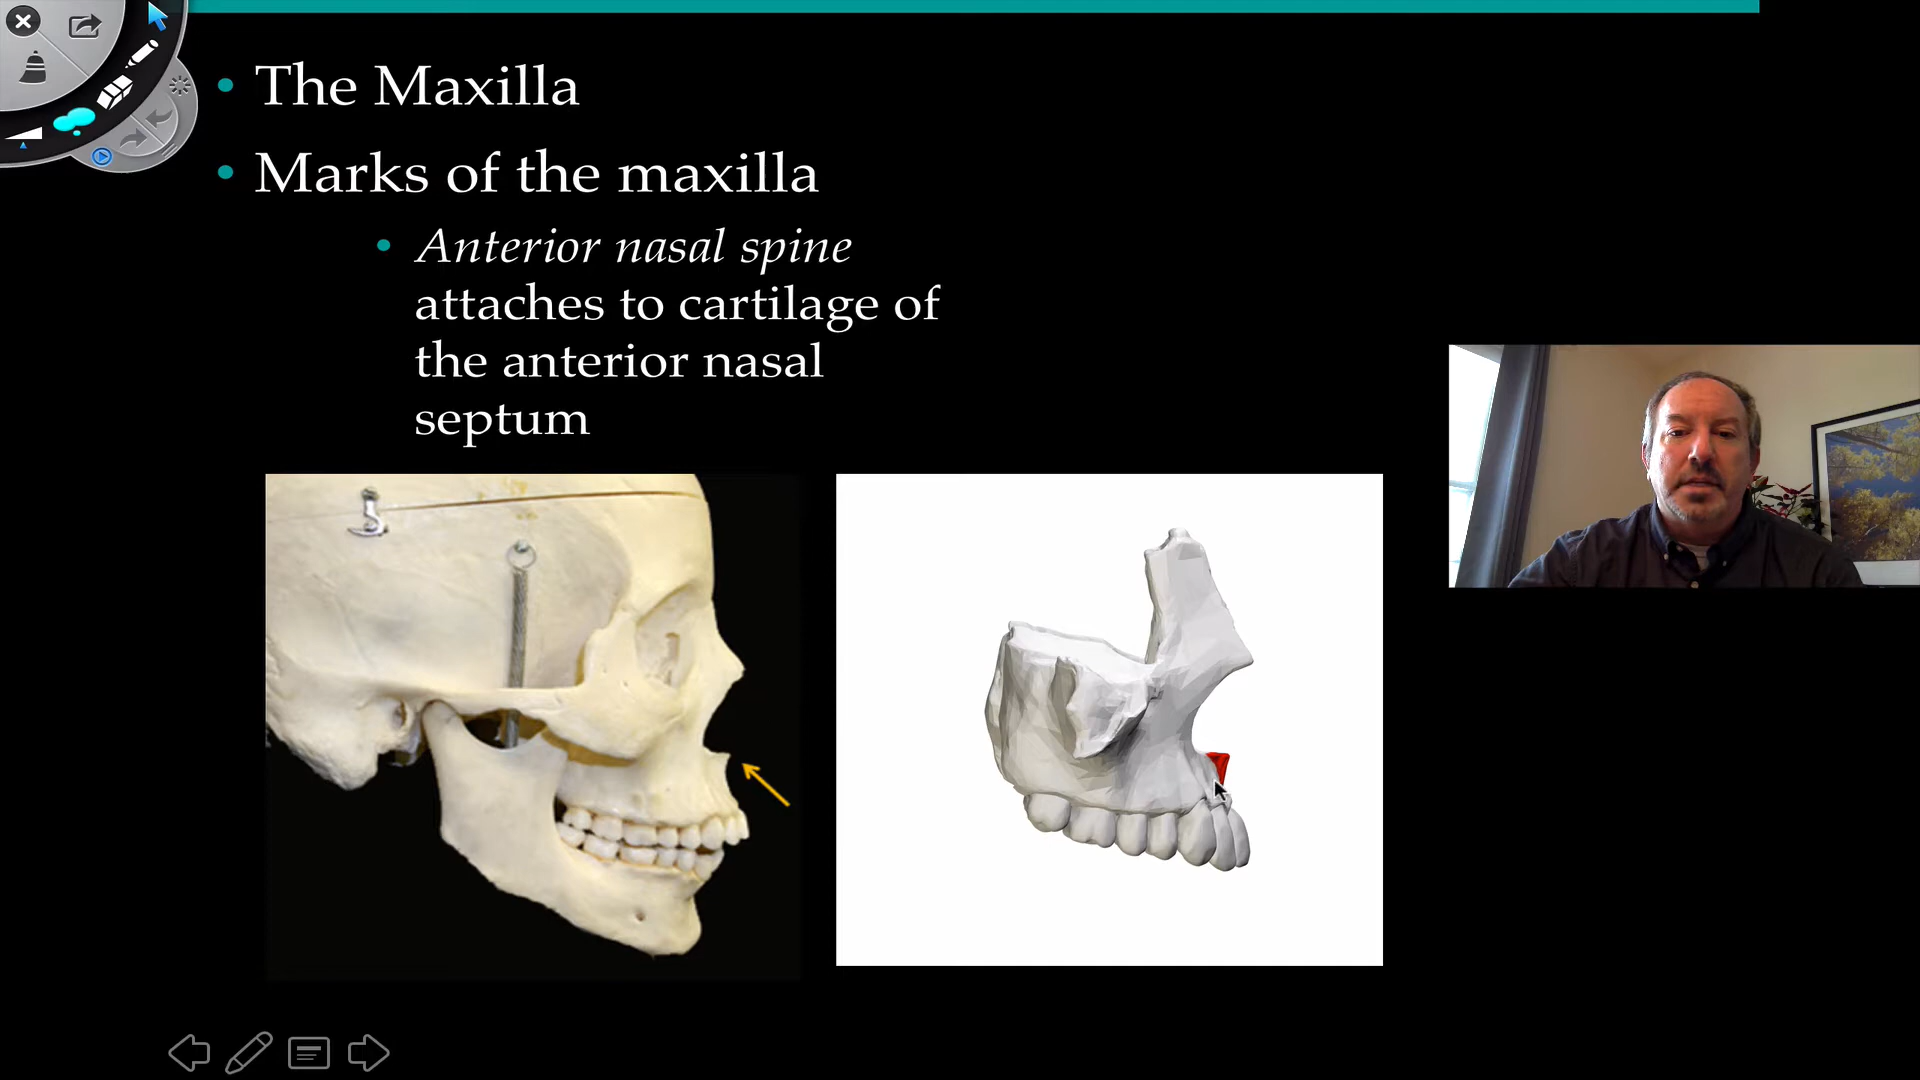 The Maxilla
Marks of the maxilla
Anterior nasal spine
attaches to cartilage of
the anterior nasal
septum